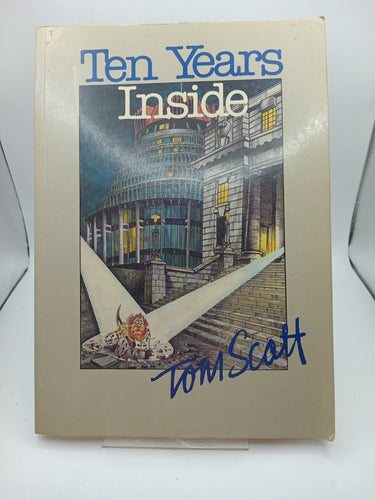 Ten Years
Inside
Tom Scott